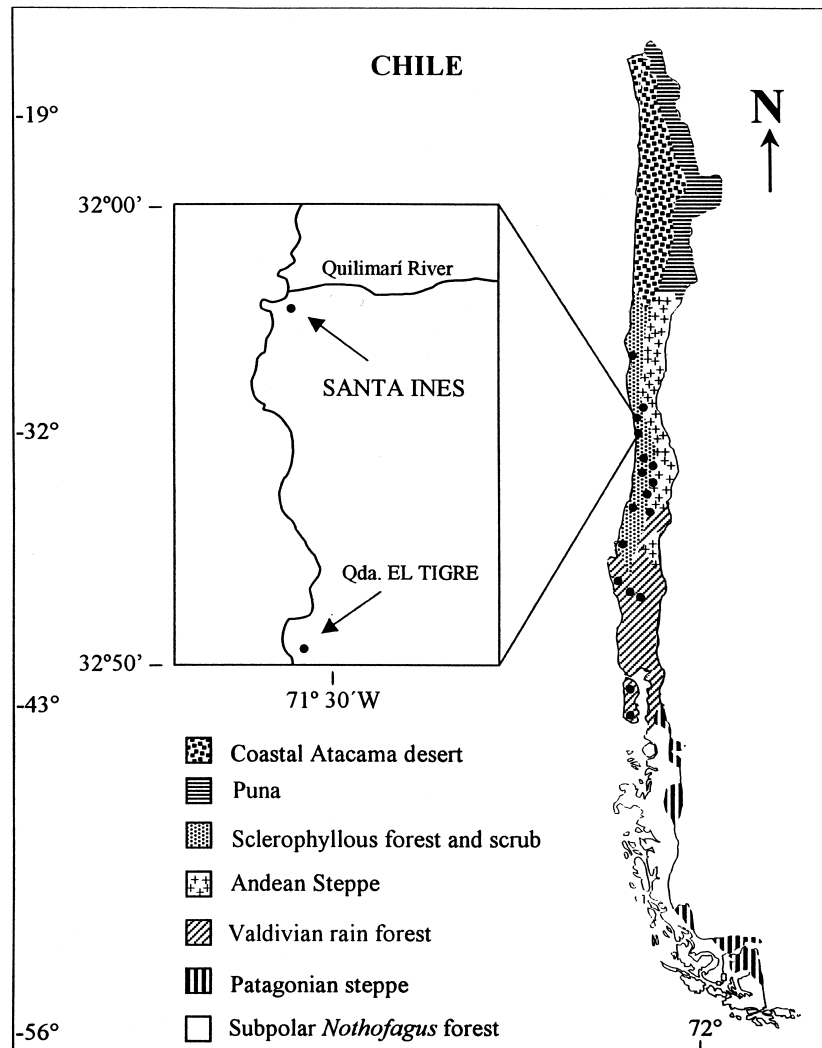 CHILE
N
-19°
32°00'
Quilimarí River
SANTA INES
-32°
Qda. EL TIGRE
32°50'
71° 30´W
-43°
Coastal Atacama desert
Puna
Sclerophyllous forest and scrub
Andean Steppe
Valdivian rain forest
Patagonian steppe
Subpolar Nothofagus forest
-56°
72°